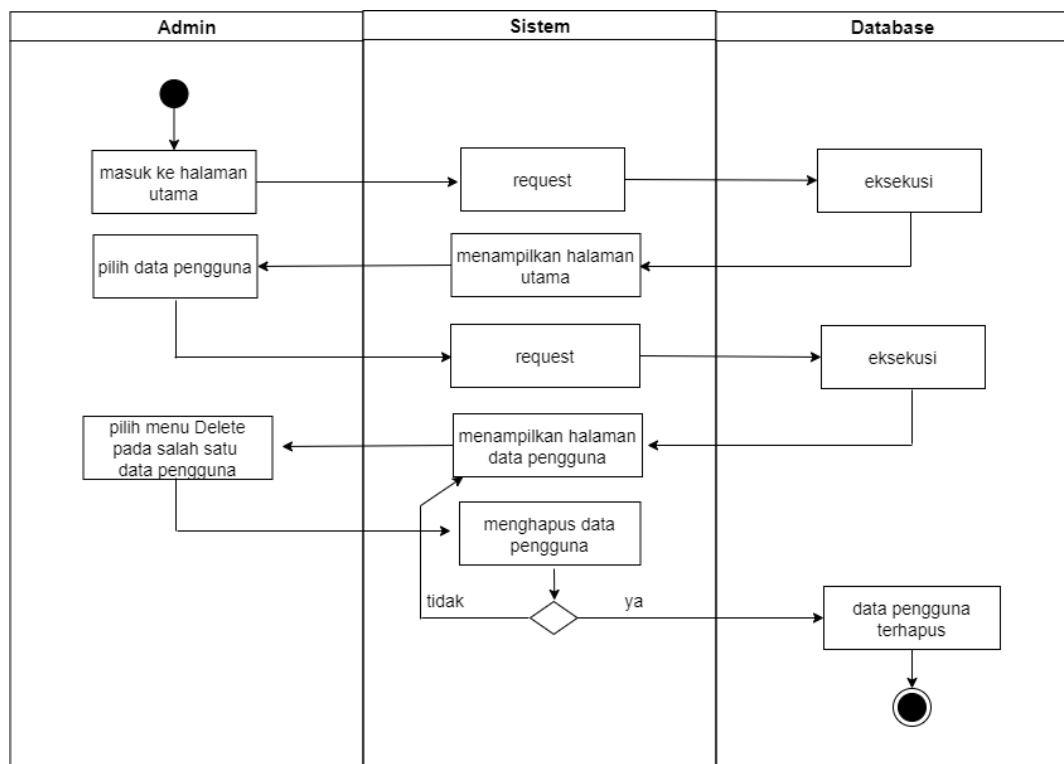 Admin
Sistem
Database
masuk ke halaman
utama
request
eksekusi
pilih data pengguna
menampilkan halaman
utama
request
eksekusi
pilih menu Delete
pada salah satu
data pengguna
menampilkan halaman
data pengguna
menghapus data
pengguna
tidak
ya
data pengguna
terhapus